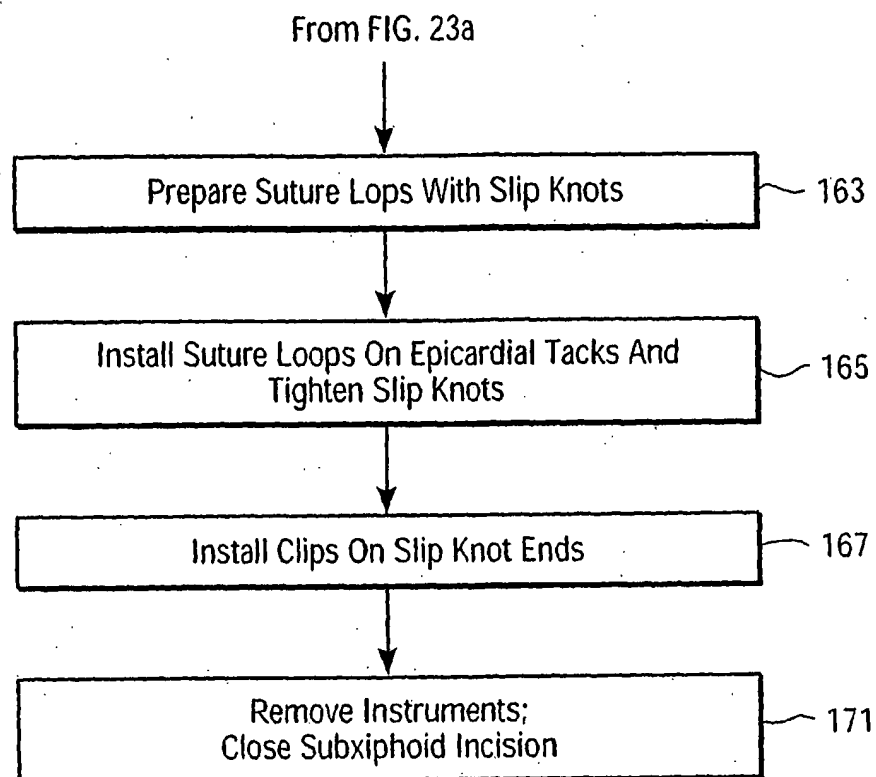 From FIG. 23a
Prepare Suture Lops With Slip Knots
163
Install Suture Loops On Epicardial Tacks And
Tighten Slip Knots
165
Install Clips On Slip Knot Ends
167
Remove Instruments;
Close Subxiphoid Incision
171